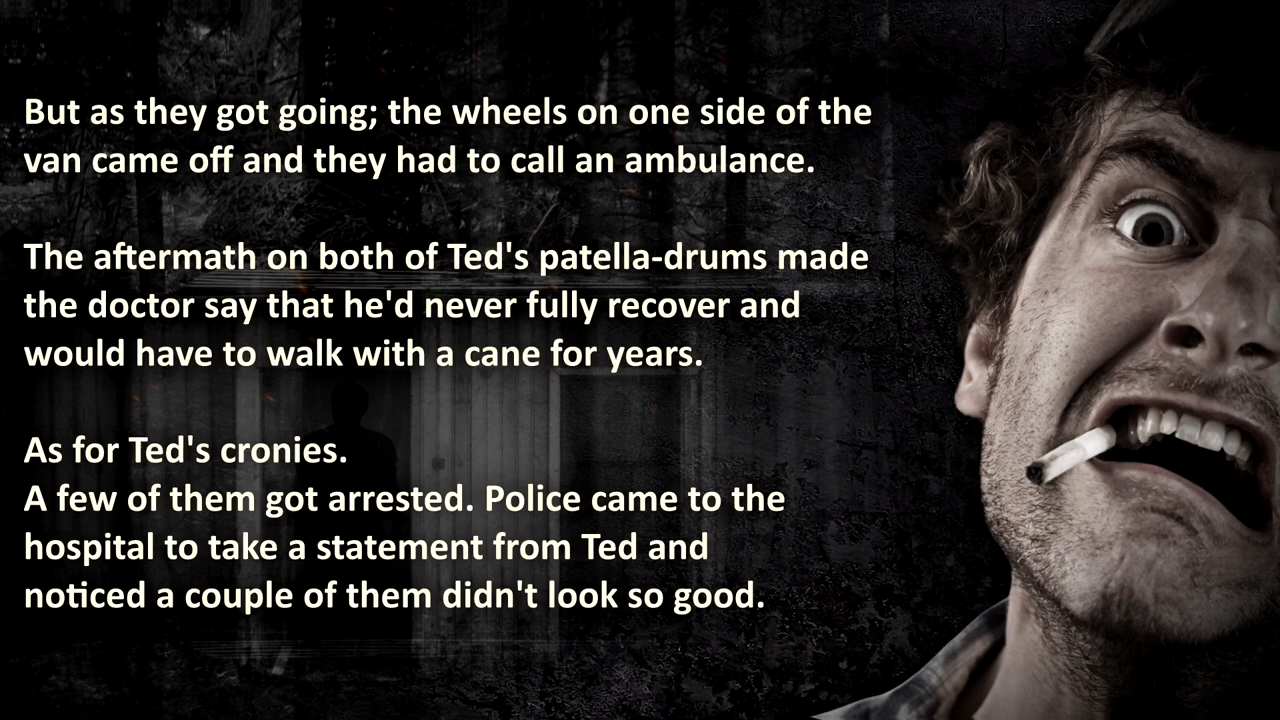 But as they got going; the wheels on one side of the
van came off and they had to call an ambulance.
The aftermath on both of Ted's patella-drums made
the doctor say that he'd never fully recover and
would have to walk with a cane for years.
As for Ted's cronies.
A few of them got arrested. Police came to the
hospital to take a statement from Ted and
noticed a couple of them didn't look so good.